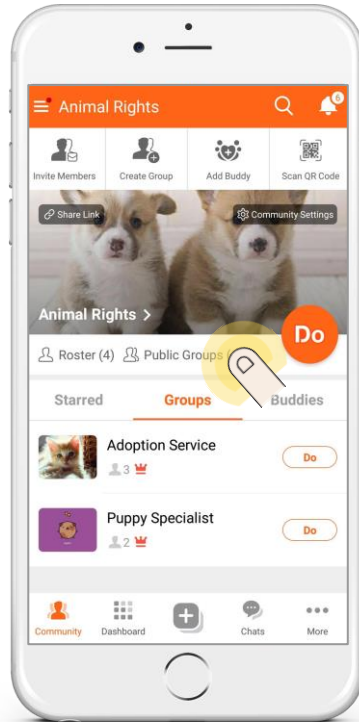 Animal Rights
6
Invite Members
Create Group
Add Buddy
Scan QR Code
Share Link
Community Settings
Animal Rights >
Do
Roster (4)
Public Groups
Starred
Groups
Buddies
Adoption Service
3
Do
Puppy Specialist
2
Do
Community
Dashboard
Chats
More